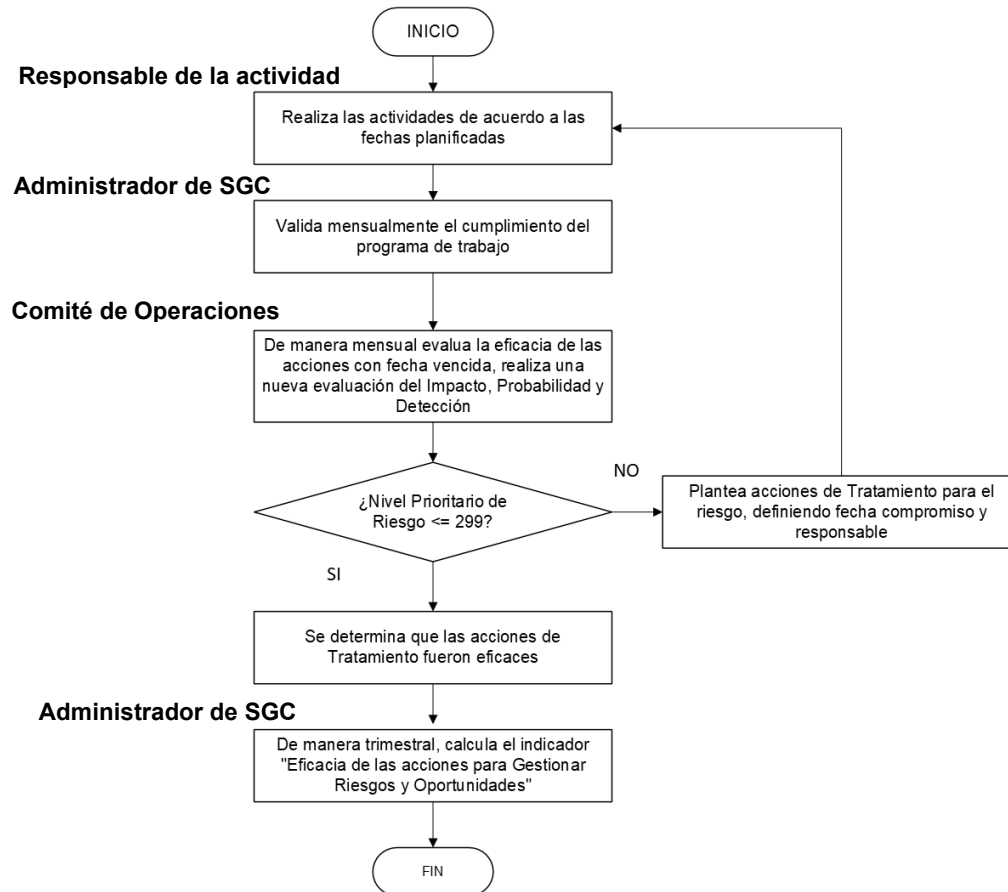 INICIO
Responsable de la actividad
Realiza las actividades de acuerdo a las
fechas planificadas
Administrador de SGC
Valida mensualmente el cumplimiento del
programa de trabajo
Comité de Operaciones
De manera mensual evalua la eficacia de las
acciones con fecha vencida, realiza una
nueva evaluación del Impacto, Probabilidad y
Detección
¿Nivel Prioritario de
Riesgo <= 299?
NO
Plantea acciones de Tratamiento para el
riesgo, definiendo fecha compromiso y
responsable
SI
Se determina que las acciones de
Tratamiento fueron eficaces
Administrador de SGC
De manera trimestral, calcula el indicador
"Eficacia de las acciones para Gestionar
Riesgos y Oportunidades"
FIN